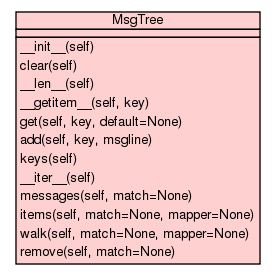 MsgTree
__init__(self)
clear(self)
__len__(self)
__getitem__(self, key)
get(self, key, default=None)
add(self, key, msgline)
keys(self)
__iter__(self)
messages(self, match=None)
items(self, match=None, mapper=None)
walk(self, match=None, mapper=None)
remove(self, match=None)